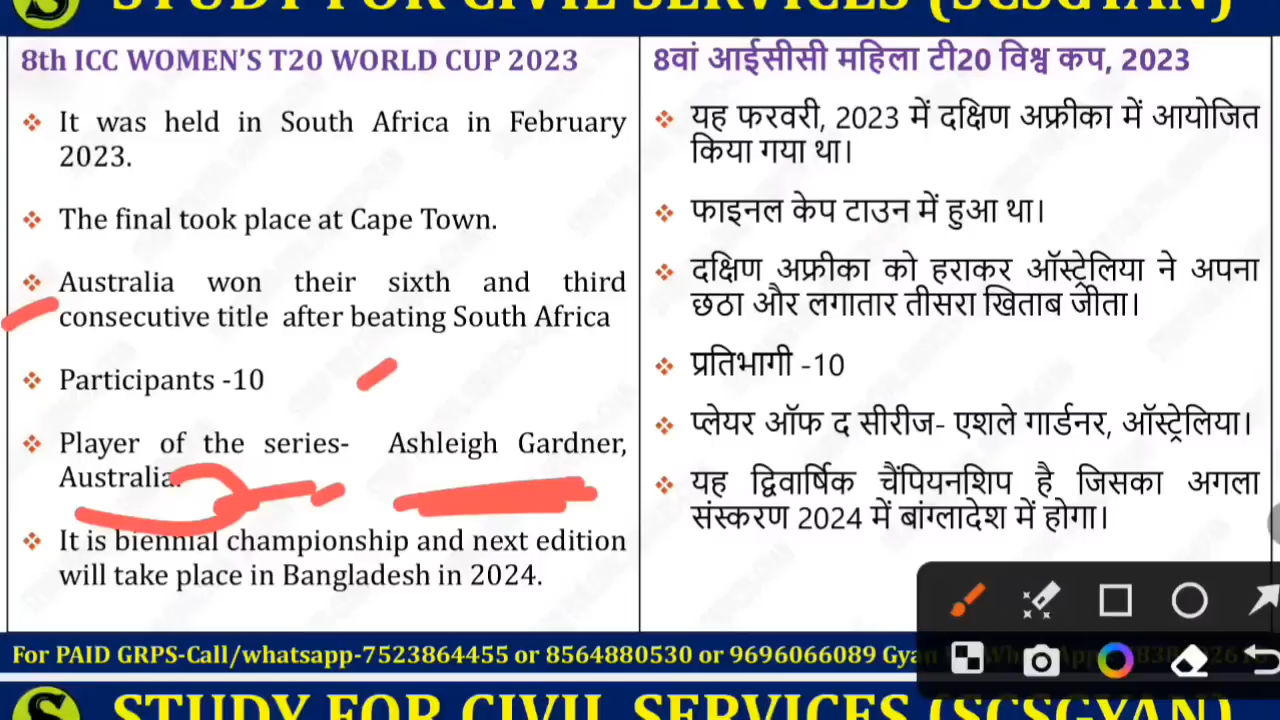 STUDY FOR CIVIL SERVICES (SCSGYAN)
8th ICC WOMEN'S T20 WORLD CUP 2023
❖ It was held in South Africa in February
2023.
❖ The final took place at Cape Town.
❖ Australia won their sixth and third
consecutive title after beating South Africa
❖ Participants -10
❖ Player of the series- Ashleigh Gardner,
Australia.
❖ It is biennial championship and next edition
will take place in Bangladesh in 2024.
8वां आईसीसी महिला टी20 विश्व कप, 2023
❖ यह फरवरी, 2023 में दक्षिण अफ्रीका में आयोजित
किया गया था।
❖ फाइनल केप टाउन में हुआ था।
❖ दक्षिण अफ्रीका को हराकर ऑस्ट्रेलिया ने अपना
छठा और लगातार तीसरा खिताब जीता।
❖ प्रतिभागी -10
❖ प्लेयर ऑफ द सीरीज- एशले गार्डनर, ऑस्ट्रेलिया।
❖ यह द्विवार्षिक चैंपियनशिप है जिसका अगला
संस्करण 2024 में बांग्लादेश में होगा।
For PAID GRPS-Call/whatsapp-7523864455 or 8564880530 or 9696066089 Gyan
STUDY FOR CIVIL SERVICES (SCSGYAN)